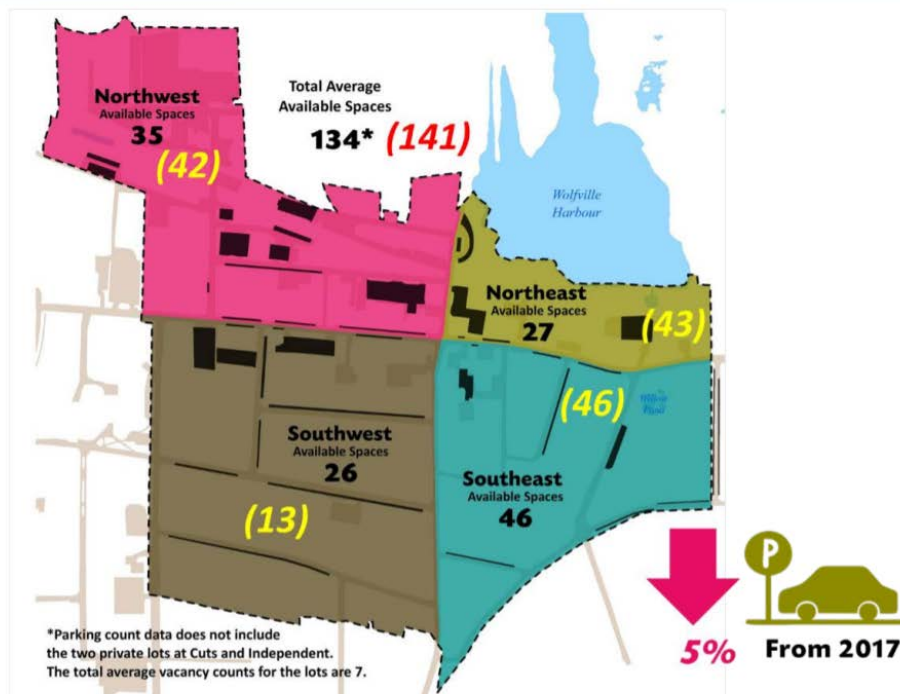 Northwest
Available Spaces
35
(42)
Total Average
Available Spaces
134* (141)
Wolfville
Harbour
Northeast
Available Spaces
27
(43)
(46)
Willow
Pond
Southwest
Available Spaces
26
(13)
Southeast
Available Spaces
46
P
5% From 2017
*Parking count data does not include
the two private lots at Cuts and Independent.
The total average vacancy counts for the lots are 7.